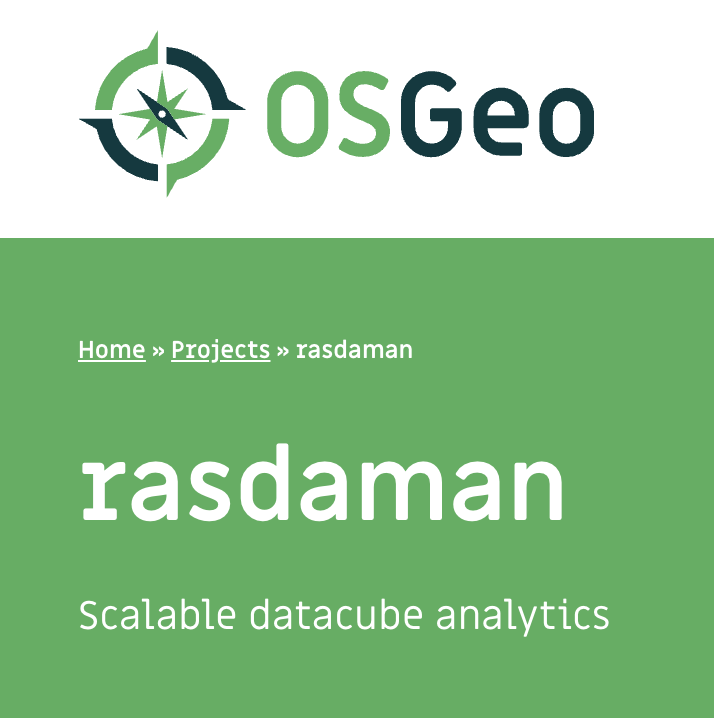 OSGeo
Home » Projects » rasdaman
rasdaman
Scalable datacube analytics